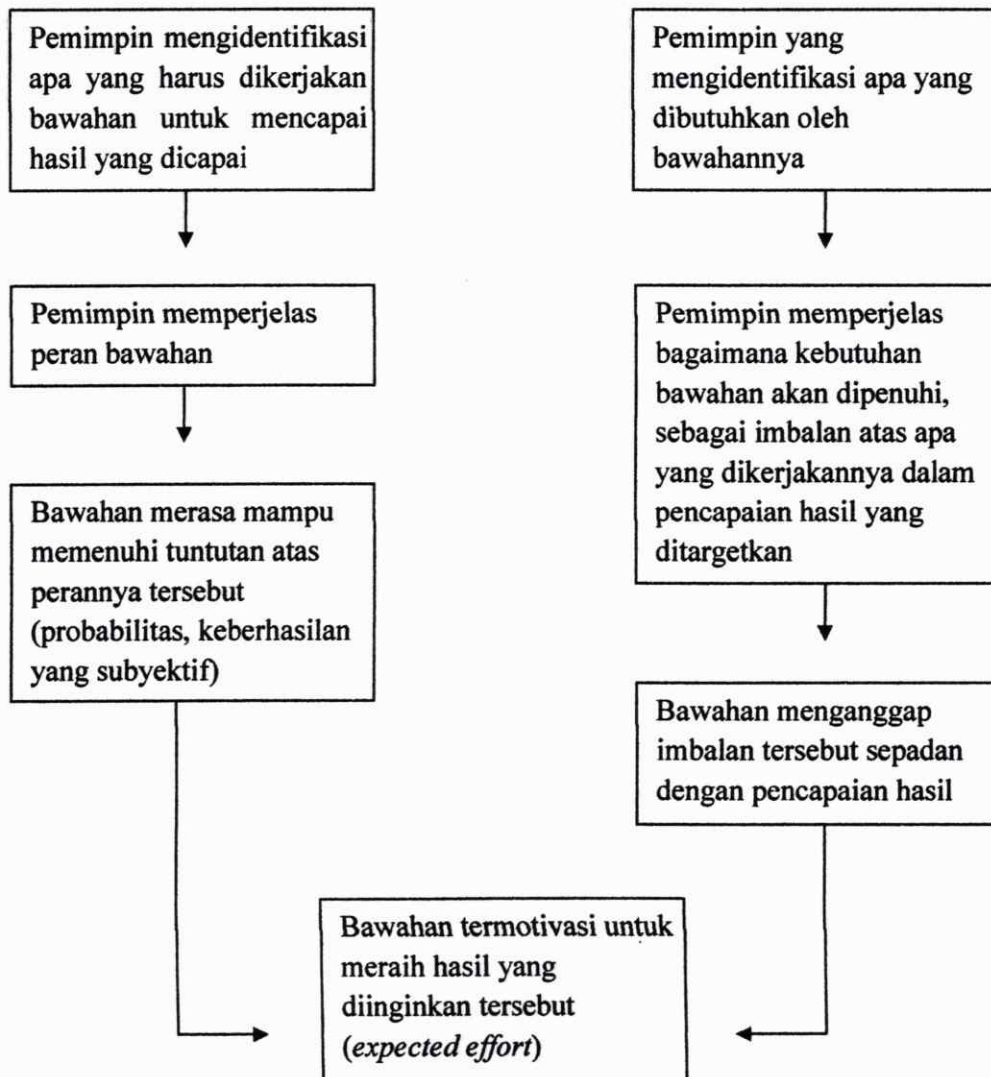 Pemimpin mengidentifikasi
apa yang harus dikerjakan
bawahan untuk mencapai
hasil yang dicapai
Pemimpin memperjelas
peran bawahan
Bawahan merasa mampu
memenuhi tuntutan atas
perannya tersebut
(probabilitas, keberhasilan
yang subyektif)
Pemimpin yang
mengidentifikasi apa yang
dibutuhkan oleh
bawahannya
Pemimpin memperjelas
bagaimana kebutuhan
bawahan akan dipenuhi,
sebagai imbalan atas apa
yang dikerjakannya dalam
pencapaian hasil yang
ditargetkan
Bawahan menganggap
imbalan tersebut sepadan
dengan pencapaian hasil
Bawahan termotivasi untuk
meraih hasil yang
diinginkan tersebut
(expected effort)